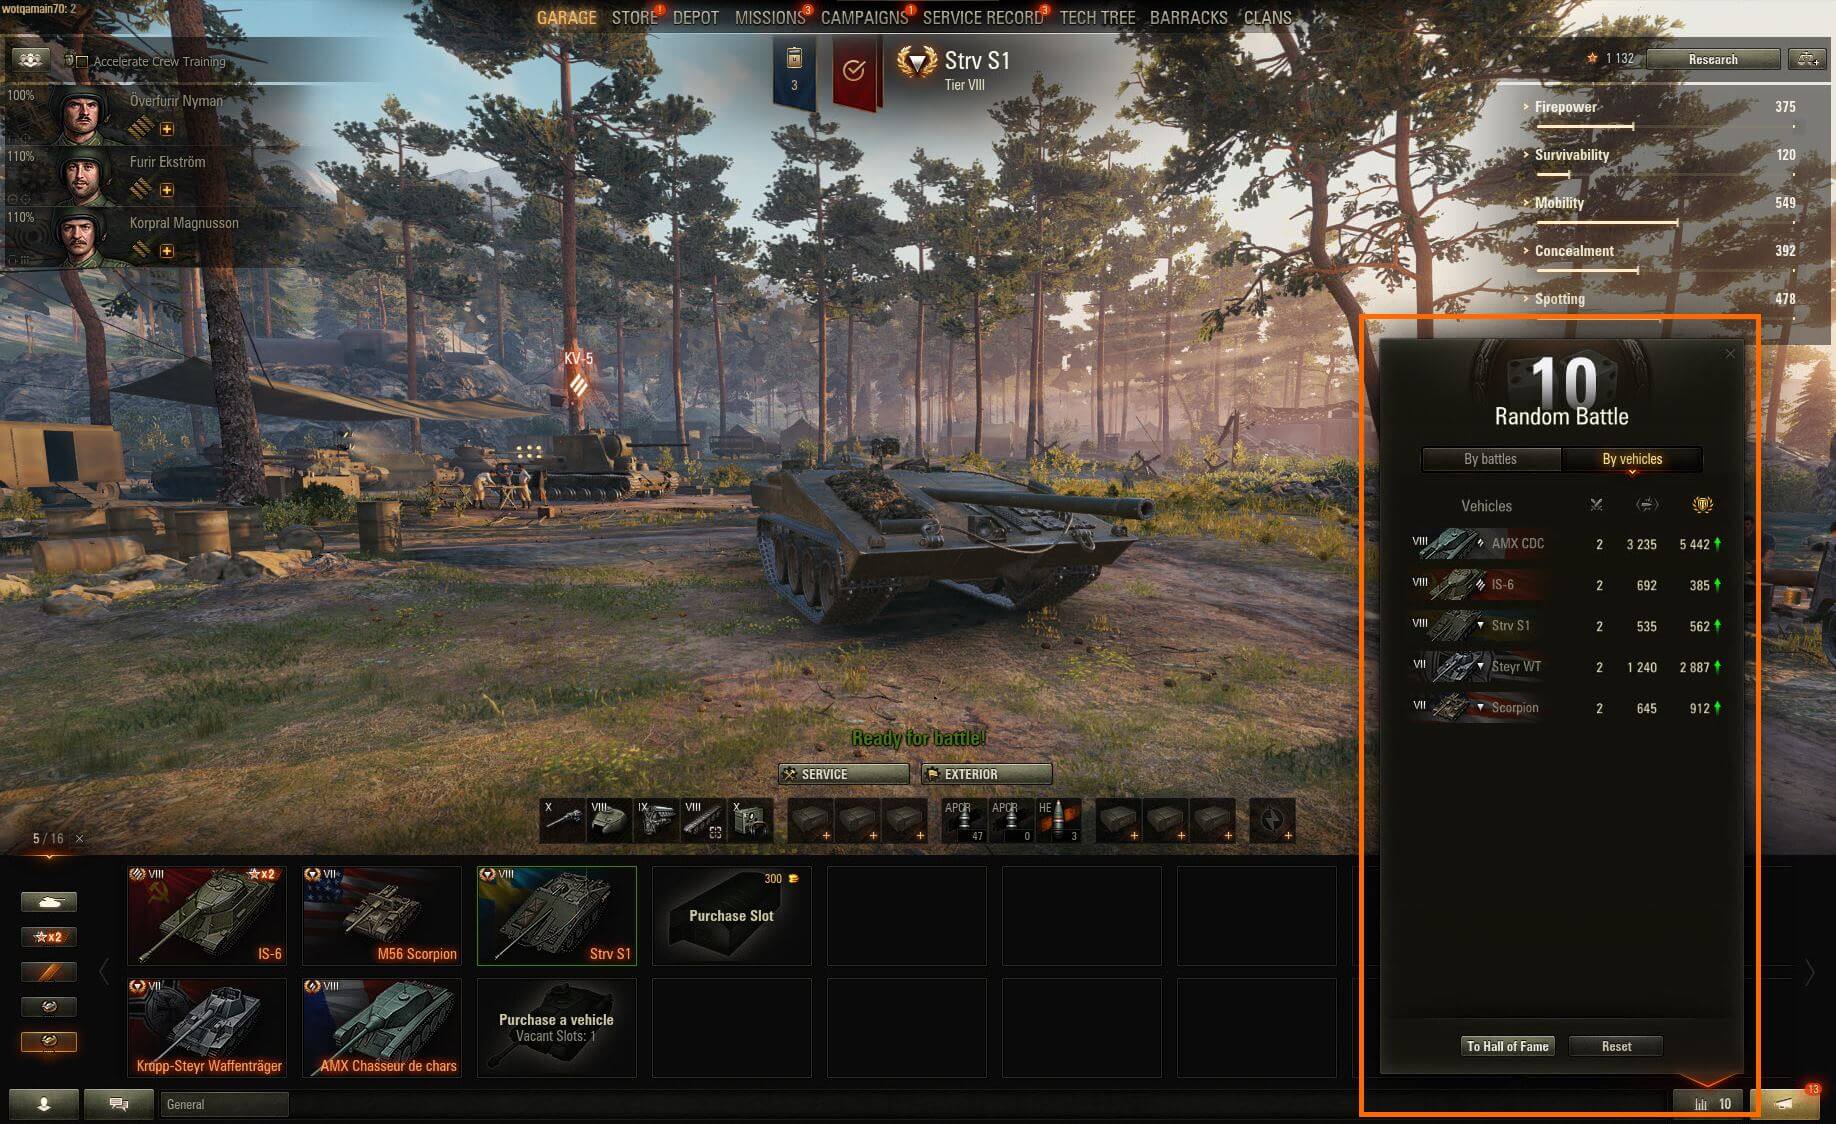 wotqamain70: 2
GARAGE STORE ! DEPOT MISSIONS 3 CAMPAIGNS 1 SERVICE RECORD 3 TECH TREE BARRACKS CLANS
Accelerate Crew Training
100% Överfurir Nyman
110% Furir Ekström
110% Korpral Magnusson
3
Strv S1
Tier VIII
1 132 Research
Firepower 375
Survivability 120
Mobility 549
Concealment 392
Spotting 478
KV-5
10
Random Battle
By battles By vehicles
Vehicles
VIII AMX CDC 2 3 235 5 442
VIII IS-6 2 692 385
VIII Strv S1 2 535 562
VII Steyr WT 2 1 240 2 887
VII Scorpion 2 645 912
To Hall of Fame Reset
Ready for battle!
SERVICE EXTERIOR
X VIII IX VIII X
APCR 47 APCR 0 HE 3
5 / 16
x2
VIII x2 IS-6
VII M56 Scorpion
VIII Strv S1
300
Purchase Slot
VII Krupp-Steyr Waffenträger
VIII AMX Chasseur de chars
Purchase a vehicle
Vacant Slots: 1
General
10
13